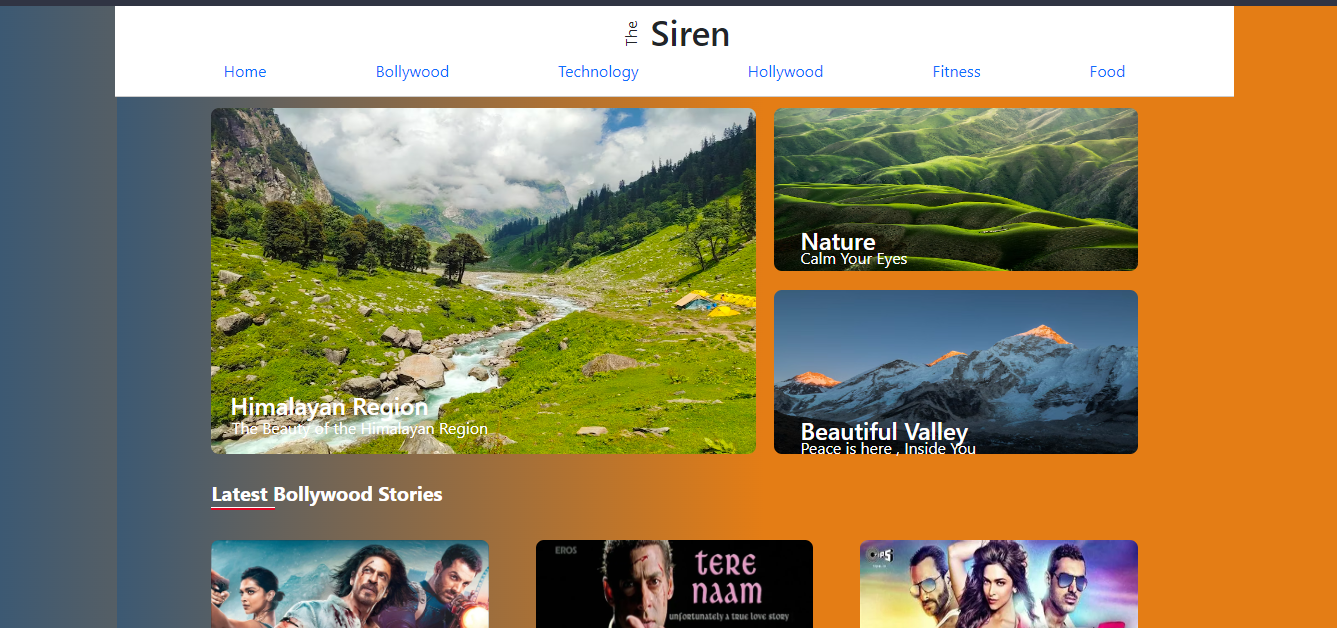 The Siren
Home Bollywood Technology Hollywood Fitness Food
Himalayan Region
The Beauty of the Himalayan Region
Nature
Calm Your Eyes
Beautiful Valley
Peace is here , Inside You
Latest Bollywood Stories
EROS
TERE
NAAM
unfortunately a true love story